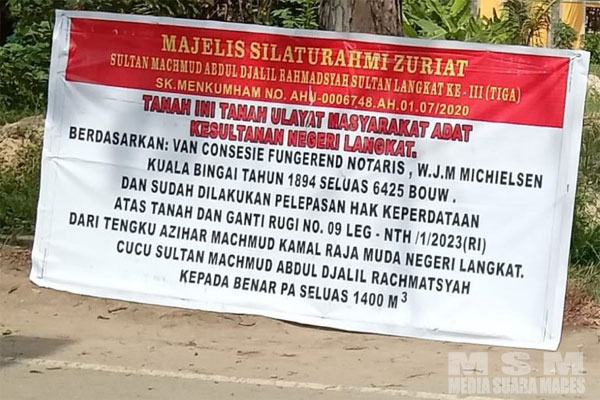 MAJELIS SILATURAHMI ZURIAT
SULTAN MACHMUD ABDUL DJALIL RAHMADSYAH SULTAN LANGKAT KE - III (TIGA)
SK.MENKUMHAM NO. AHU-0006748.AH.01.07/2020
TANAH INI TANAH ULAYAT MASYARAKAT ADAT
KESULTANAN NEGERI LANGKAT.
BERDASARKAN: VAN CONSESIE FUNGEREND NOTARIS , W.J.M MICHIELSEN
KUALA BINGAI TAHUN 1894 SELUAS 6425 BOUW .
DAN SUDAH DILAKUKAN PELEPASAN HAK KEPERDATAAN
ATAS TANAH DAN GANTI RUGI NO. 09 LEG - NTH /1/2023(RI)
DARI TENGKU AZIHAR MACHMUD KAMAL RAJA MUDA NEGERI LANGKAT.
CUCU SULTAN MACHMUD ABDUL DJALIL RACHMATSYAH
KEPADA BENAR PA SELUAS 1400 M³
MSM
MEDIA SUARA MABES